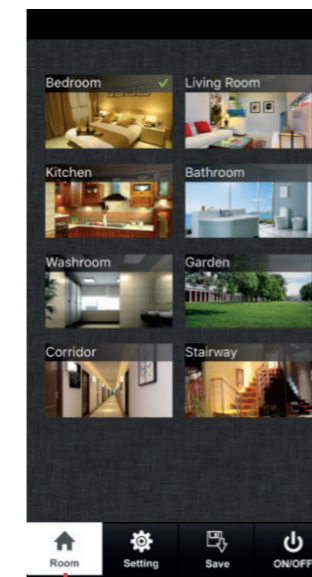 Bedroom
Living Room
Kitchen
Bathroom
Washroom
Garden
Corridor
Stairway
Room
Setting
Save
ON/OFF